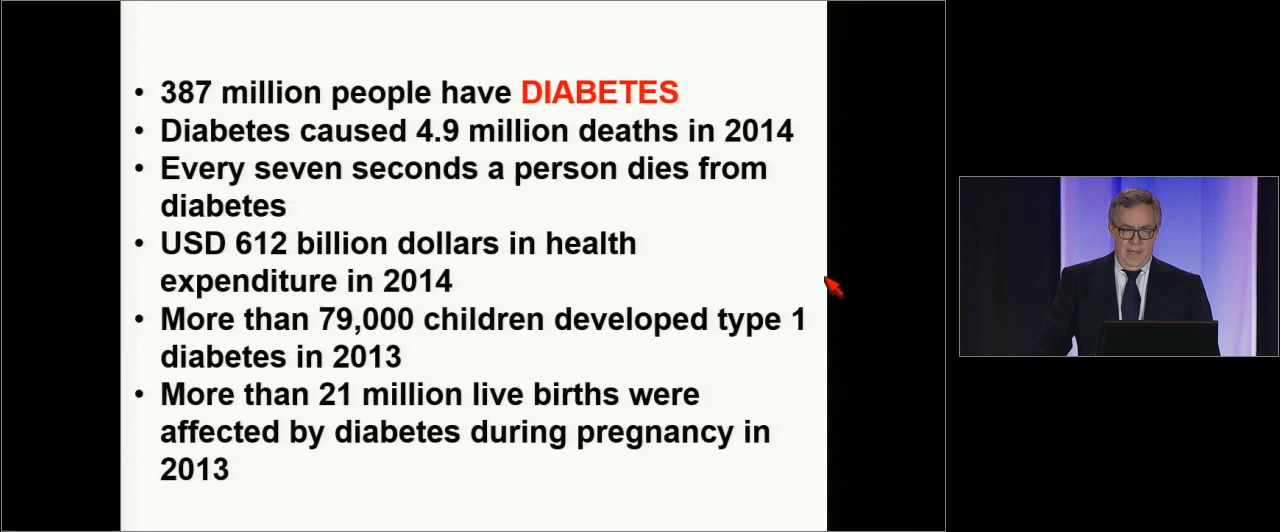 • 387 million people have DIABETES
• Diabetes caused 4.9 million deaths in 2014
• Every seven seconds a person dies from
diabetes
• USD 612 billion dollars in health
expenditure in 2014
• More than 79,000 children developed type 1
diabetes in 2013
• More than 21 million live births were
affected by diabetes during pregnancy in
2013